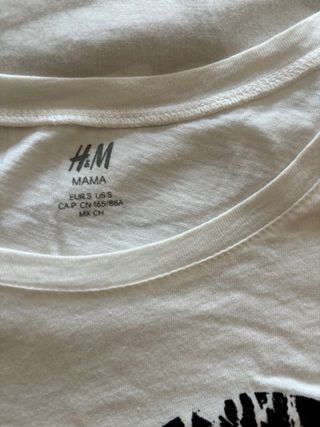 H&M
MAMA
EUR S US S
CA P CN 165/88A
MX CH